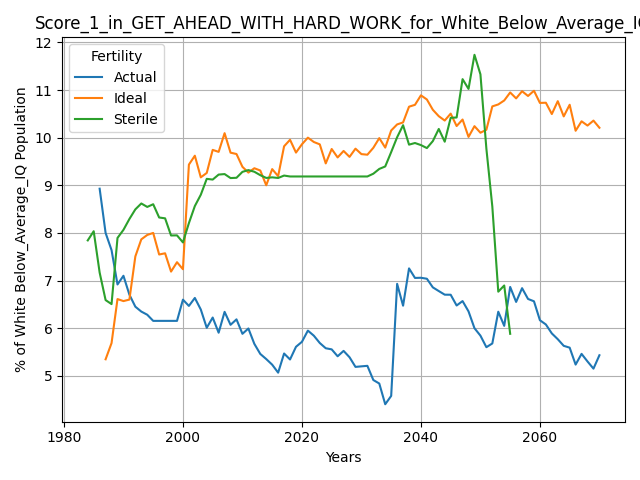 Score_1_in_GET_AHEAD_WITH_HARD_WORK_for_White_Below_Average_IQ
% of White Below_Average_IQ Population
12
11
10
9
8
7
6
5
Fertility
Actual
Ideal
Sterile
1980 2000 2020 2040 2060
Years